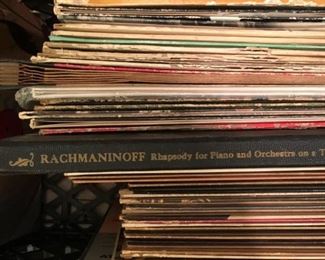 RACHMANINOFF Rhapsody for Piano and Orchestra on a T